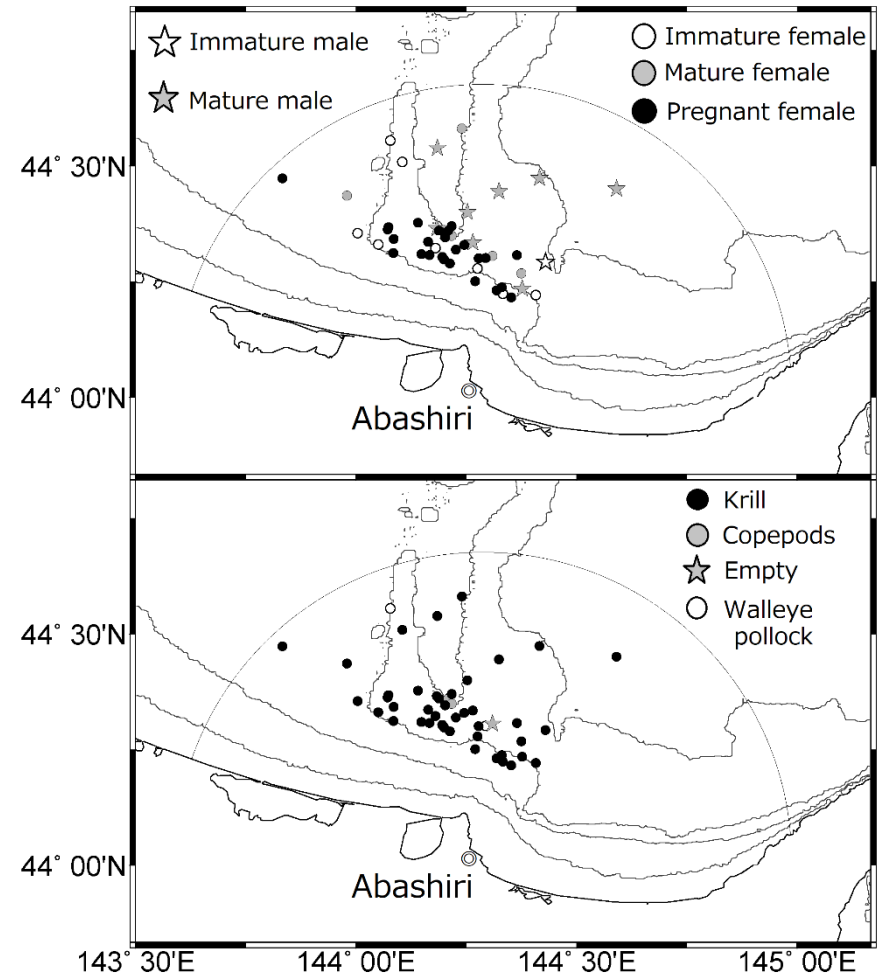 Immature male
Mature male
Immature female
Mature female
Pregnant female
44° 30'N
44° 00'N
Abashiri
Krill
Copepods
Empty
Walleye
pollock
44° 30'N
44° 00'N
Abashiri
143° 30'E 144° 00'E 144° 30'E 145° 00'E